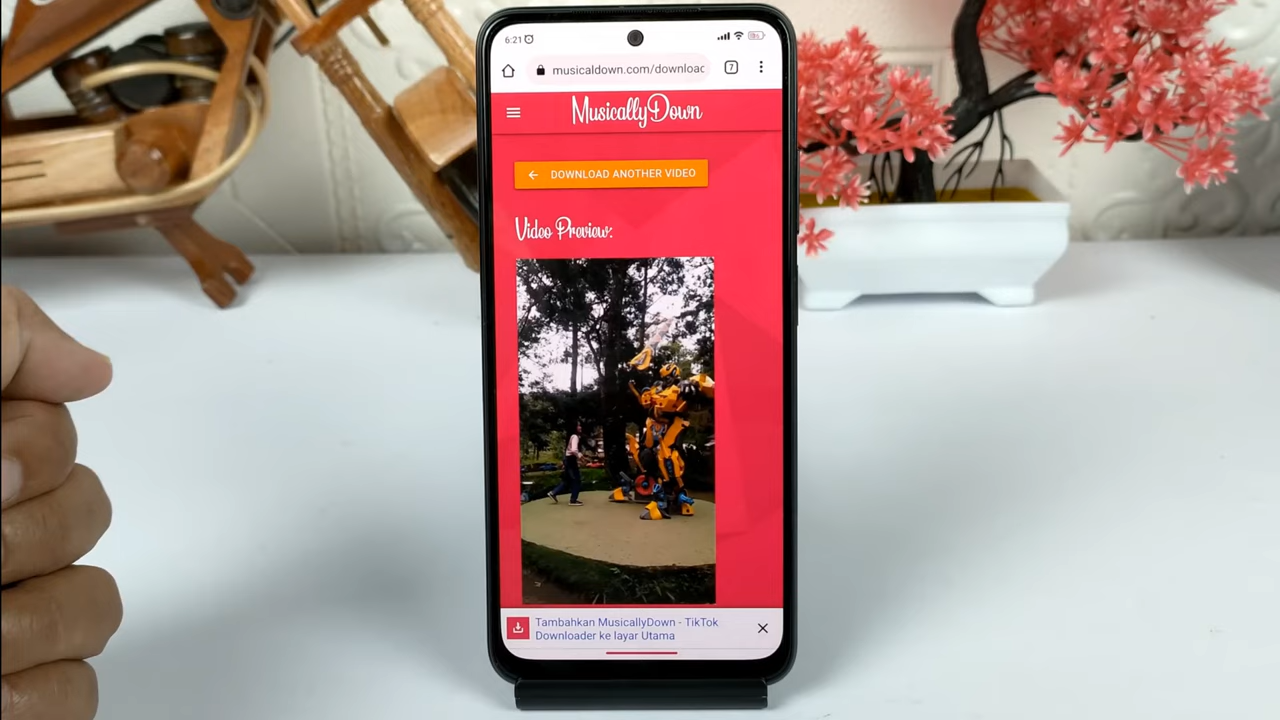 6:21
musicaldown.com/downloac
7
MusicallyDown
DOWNLOAD ANOTHER VIDEO
Video Preview:
Tambahkan MusicallyDown - TikTok
Downloader ke layar Utama